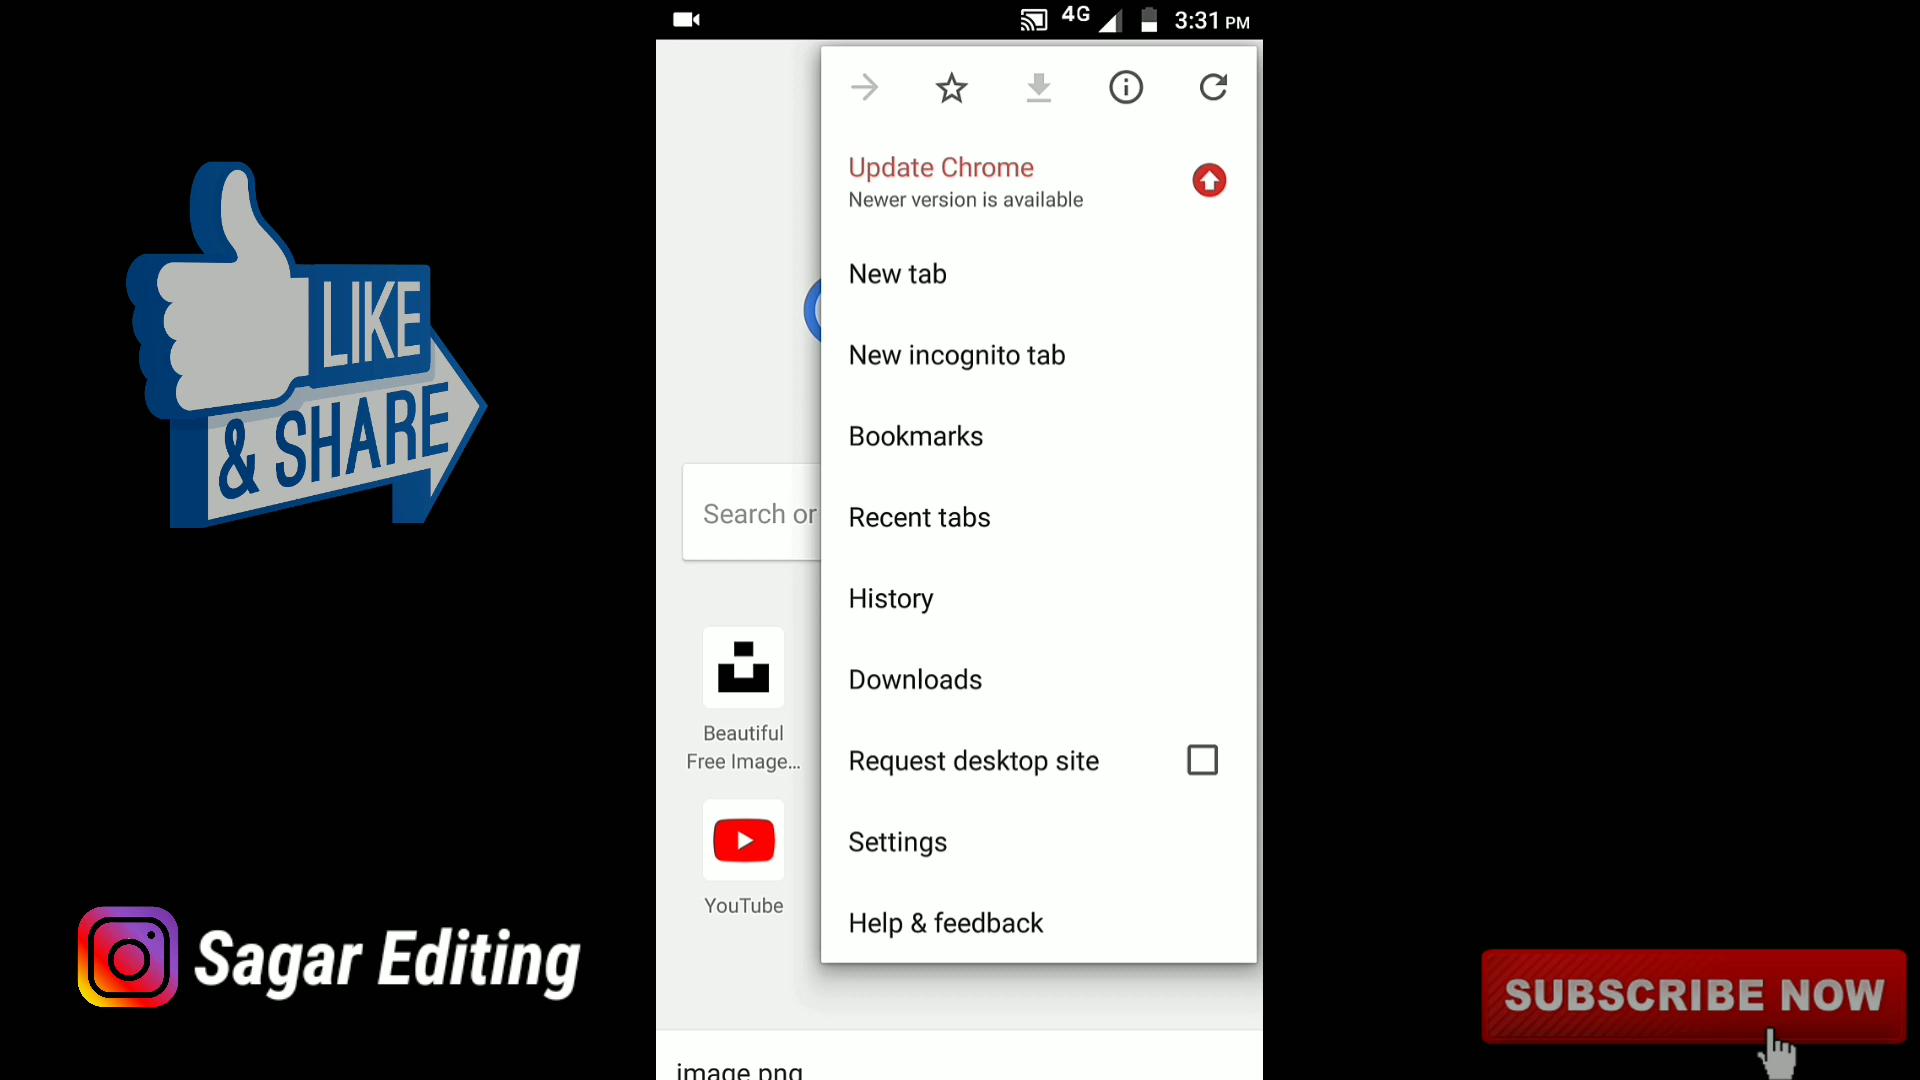 4G
3:31 PM
Update Chrome
Newer version is available
New tab
New incognito tab
Bookmarks
Recent tabs
History
Downloads
Request desktop site
Settings
Help & feedback
Search or
Beautiful
Free Image...
YouTube
image.png
LIKE
& SHARE
Sagar Editing
SUBSCRIBE NOW